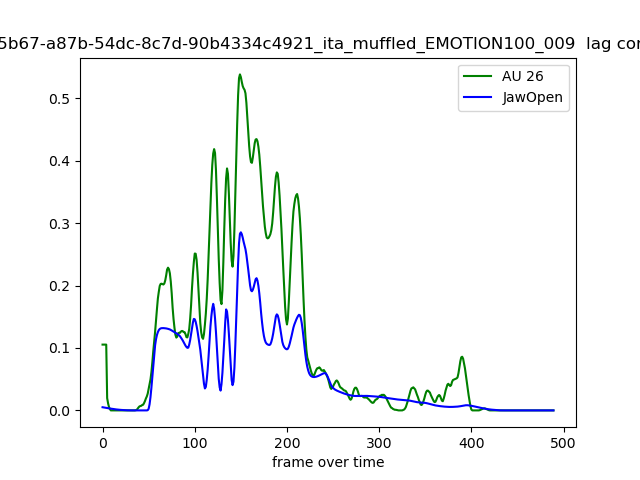 5b67-a87b-54dc-8c7d-90b4334c4921_ita_muffled_EMOTION100_009 lag cor
AU 26
JawOpen
0.5
0.4
0.3
0.2
0.1
0.0
0 100 200 300 400 500
frame over time